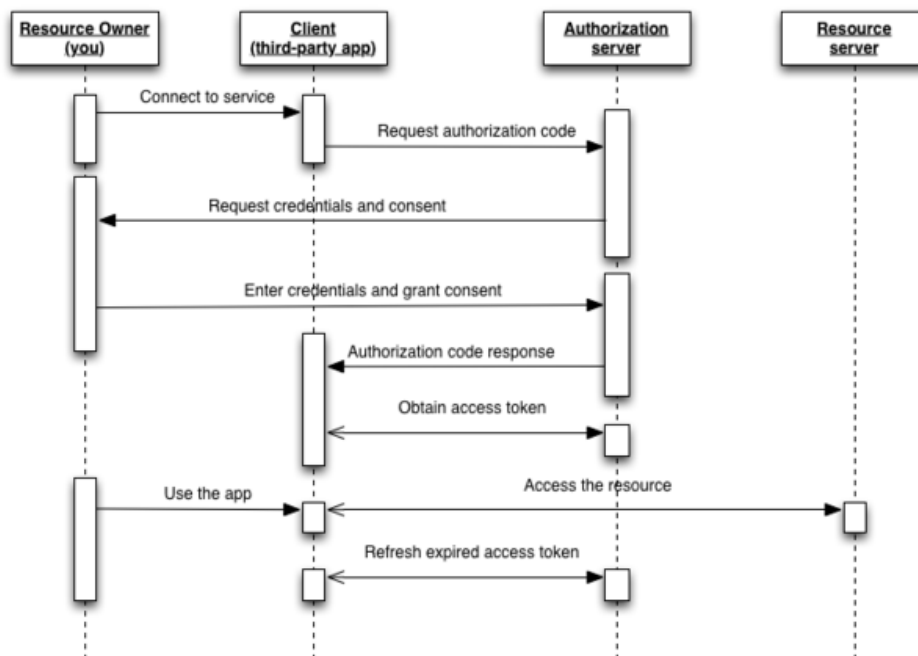 Resource Owner
(you)
Client
(third-party app)
Authorization
server
Resource
server
Connect to service
Request authorization code
Request credentials and consent
Enter credentials and grant consent
Authorization code response
Obtain access token
Use the app
Access the resource
Refresh expired access token